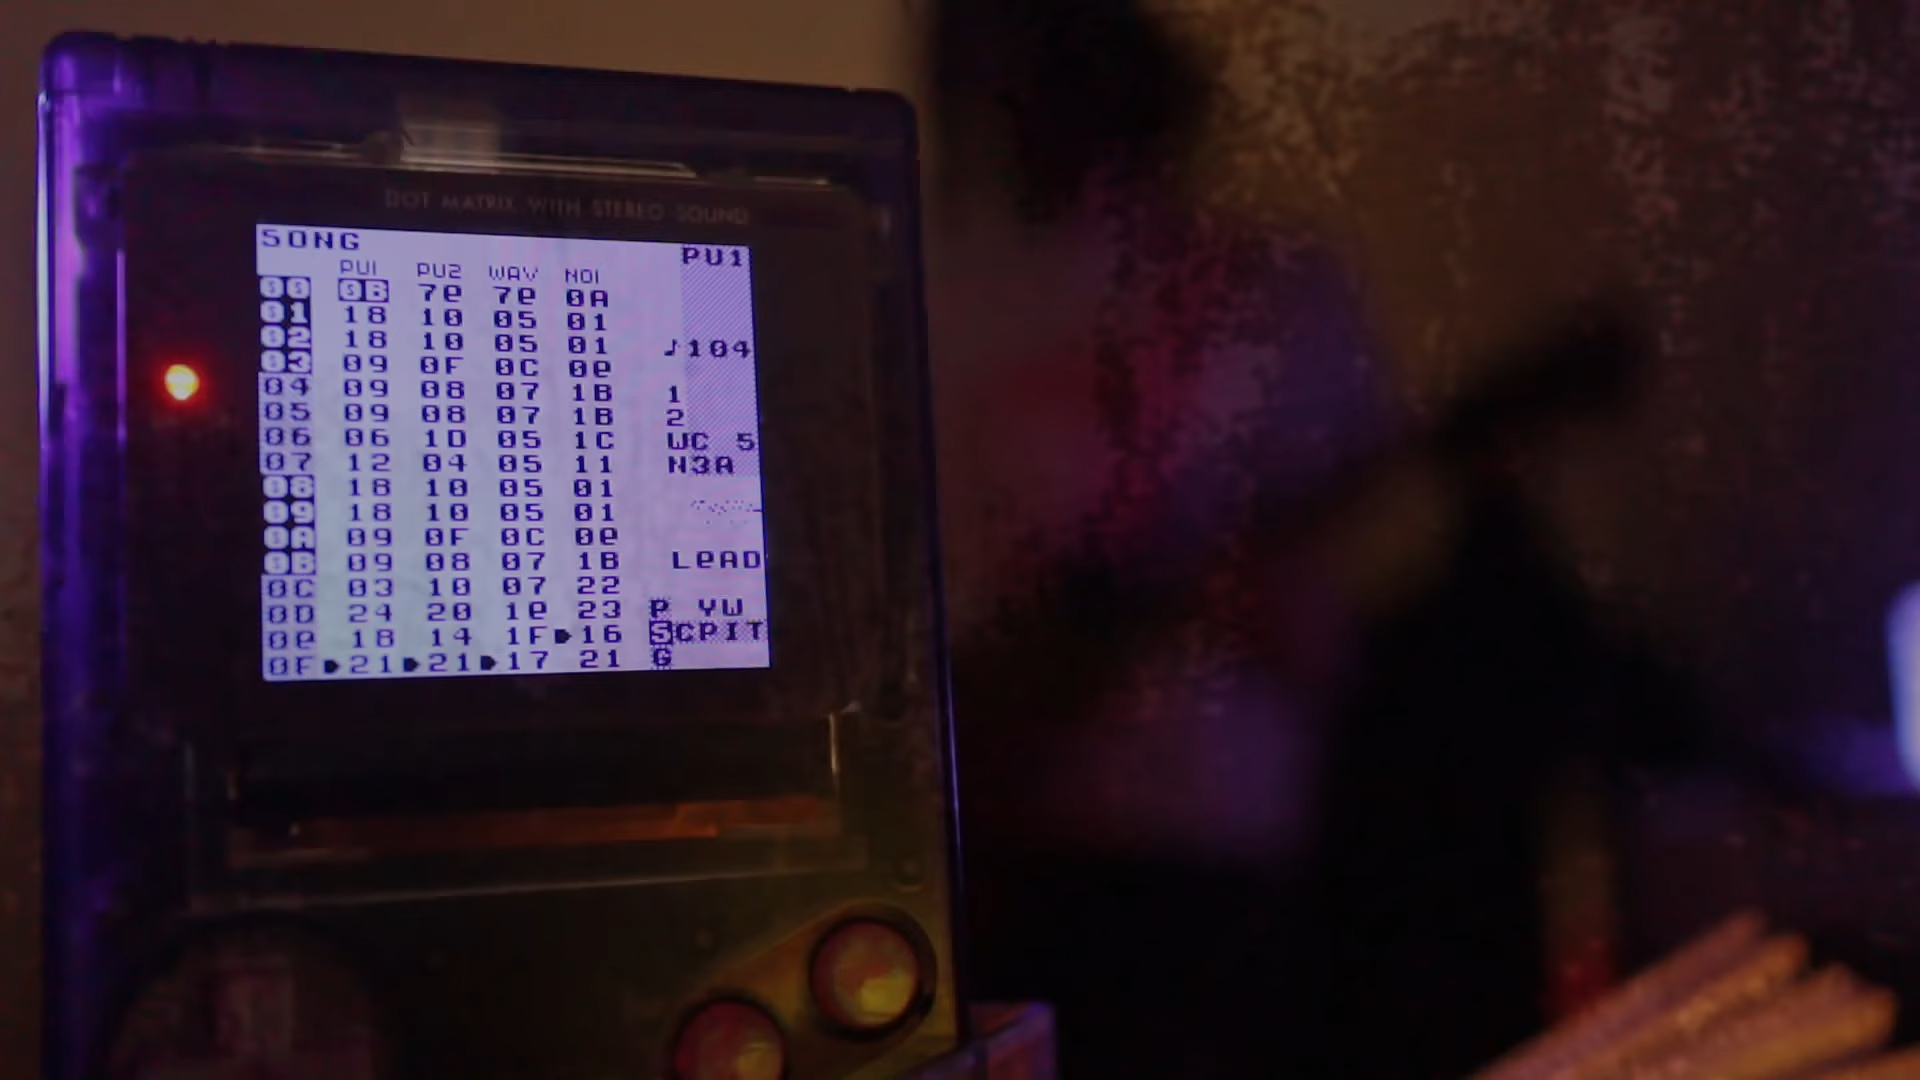 DOT MATRIX WITH STEREO SOUND
SONG PU1
PU1 PU2 WAV NOI
00 0B 7e 7e 0A
01 18 10 05 01
02 18 10 05 01 ♪104
03 09 0F 0C 0e
04 09 08 07 1B 1
05 09 08 07 1B 2
06 06 1D 05 1C WC 5
07 12 04 05 11 N3A
08 18 10 05 01
09 18 10 05 01
0A 09 0F 0C 0e
0B 09 08 07 1B LeAD
0C 03 10 07 22
0D 24 20 1e 23 P YW
0e 18 14 1F 16 SCPIT
0F 21 21 17 21 G